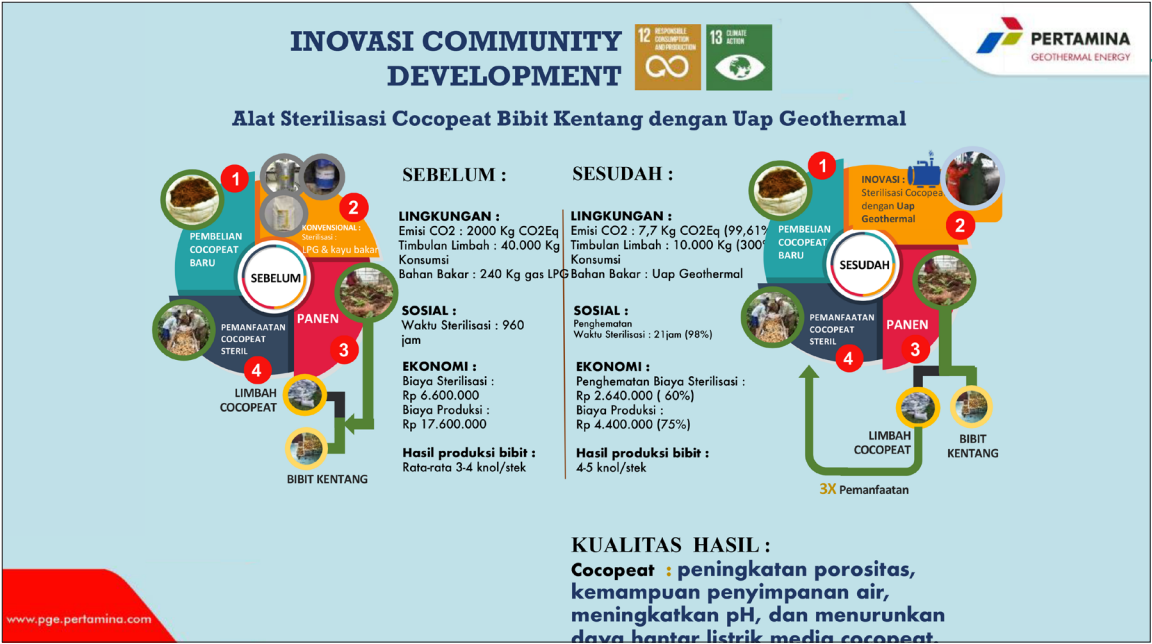 INOVASI COMMUNITY
DEVELOPMENT
12 RESPONSIBLE
CONSUMPTION
AND PRODUCTION
13 CLIMATE
ACTION
PERTAMINA
GEOTHERMAL ENERGY
Alat Sterilisasi Cocopeat Bibit Kentang dengan Uap Geothermal
1
2
KONVENSIONAL :
Sterilisasi :
LPG & kayu bakar
PEMBELIAN
COCOPEAT
BARU
SEBELUM
PANEN
3
PEMANFAATAN
COCOPEAT
STERIL
4
LIMBAH
COCOPEAT
BIBIT KENTANG
SEBELUM :
LINGKUNGAN :
Emisi CO2 : 2000 Kg CO2Eq
Timbulan Limbah : 40.000 Kg
Konsumsi
Bahan Bakar : 240 Kg gas LPG
SOSIAL :
Waktu Sterilisasi : 960
jam
EKONOMI :
Biaya Sterilisasi :
Rp 6.600.000
Biaya Produksi :
Rp 17.600.000
Hasil produksi bibit :
Rata-rata 3-4 knol/stek
SESUDAH :
LINGKUNGAN :
Emisi CO2 : 7,7 Kg CO2Eq (99,61%
Timbulan Limbah : 10.000 Kg (300%
Konsumsi
Bahan Bakar : Uap Geothermal
SOSIAL :
Penghematan
Waktu Sterilisasi : 21jam (98%)
EKONOMI :
Penghematan Biaya Sterilisasi :
Rp 2.640.000 ( 60%)
Biaya Produksi :
Rp 4.400.000 (75%)
Hasil produksi bibit :
4-5 knol/stek
1
INOVASI :
Sterilisasi Cocopeat
dengan Uap
Geothermal
2
PEMBELIAN
COCOPEAT
BARU
SESUDAH
PANEN
3
PEMANFAATAN
COCOPEAT
STERIL
4
LIMBAH
COCOPEAT
BIBIT
KENTANG
3X Pemanfaatan
KUALITAS HASIL :
Cocopeat : peningkatan porositas,
kemampuan penyimpanan air,
meningkatkan pH, dan menurunkan
daya hantar listrik media cocopeat.
www.pge.pertamina.com